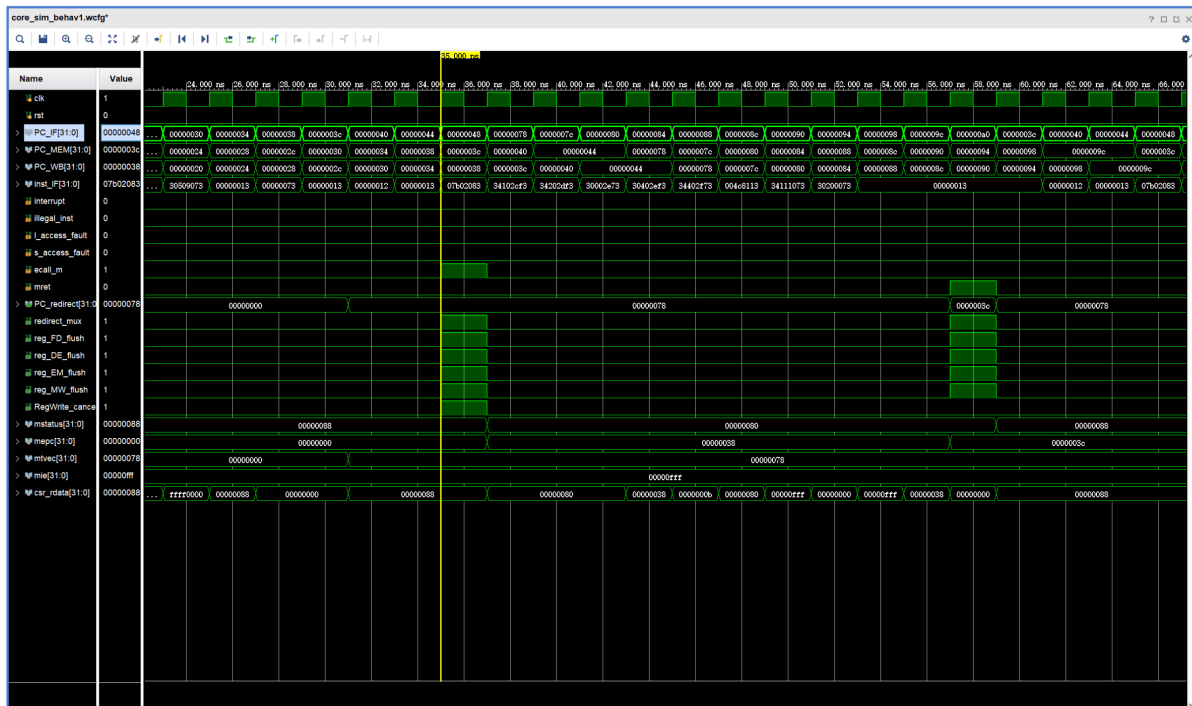 core_sim_behav1.wcfg*
35.000 ns
Name Value
24.000 ns 26.000 ns 28.000 ns 30.000 ns 32.000 ns 34.000 ns 36.000 ns 38.000 ns 40.000 ns 42.000 ns 44.000 ns 46.000 ns 48.000 ns 50.000 ns 52.000 ns 54.000 ns 56.000 ns 58.000 ns 60.000 ns 62.000 ns 64.000 ns 66.000
clk 1
rst 0
PC_IF[31:0] 00000048 ... 00000030 00000034 00000038 0000003c 00000040 00000044 00000048 00000078 0000007c 00000080 00000084 00000088 0000008c 00000090 00000094 00000098 0000009c 000000a0 0000003c 00000040 00000044 00000048
PC_MEM[31:0] 0000003c ... 00000024 00000028 0000002c 00000030 00000034 00000038 0000003c 00000040 00000044 00000078 0000007c 00000080 00000084 00000088 0000008c 00000090 00000094 00000098 0000009c 0000003c
PC_WB[31:0] 00000038 ... 00000020 00000024 00000028 0000002c 00000030 00000034 00000038 0000003c 00000040 00000044 00000078 0000007c 00000080 00000084 00000088 0000008c 00000090 00000094 00000098 0000009c
inst_IF[31:0] 07b02083 ... 30509073 00000013 00000073 00000013 00000012 00000013 07b02083 34102cf3 34202df3 30002e73 30402ef3 34402f73 004c8113 34111073 30200073 00000013 00000012 00000013 07b02083
interrupt 0
illegal_inst 0
l_access_fault 0
s_access_fault 0
ecall_m 1
mret 0
PC_redirect[31:0 00000078 00000000 00000078 0000003c 00000078
redirect_mux 1
reg_FD_flush 1
reg_DE_flush 1
reg_EM_flush 1
reg_MW_flush 1
RegWrite_cance 1
mstatus[31:0] 00000088 00000088 00000080 00000088
mepc[31:0] 00000000 00000000 00000038 0000003c
mtvec[31:0] 00000078 00000000 00000078
mie[31:0] 00000fff 00000fff
csr_rdata[31:0] 00000088 ... ffff0000 00000088 00000000 00000088 00000080 00000038 0000000b 00000080 00000fff 00000000 00000fff 00000038 00000000 00000088